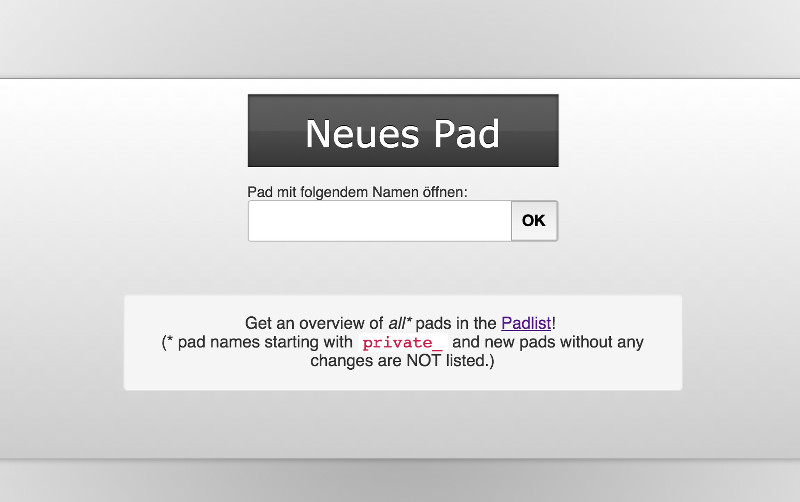 Neues Pad
Pad mit folgendem Namen öffnen:
OK
Get an overview of all* pads in the Padlist!
(* pad names starting with private_ and new pads without any
changes are NOT listed.)